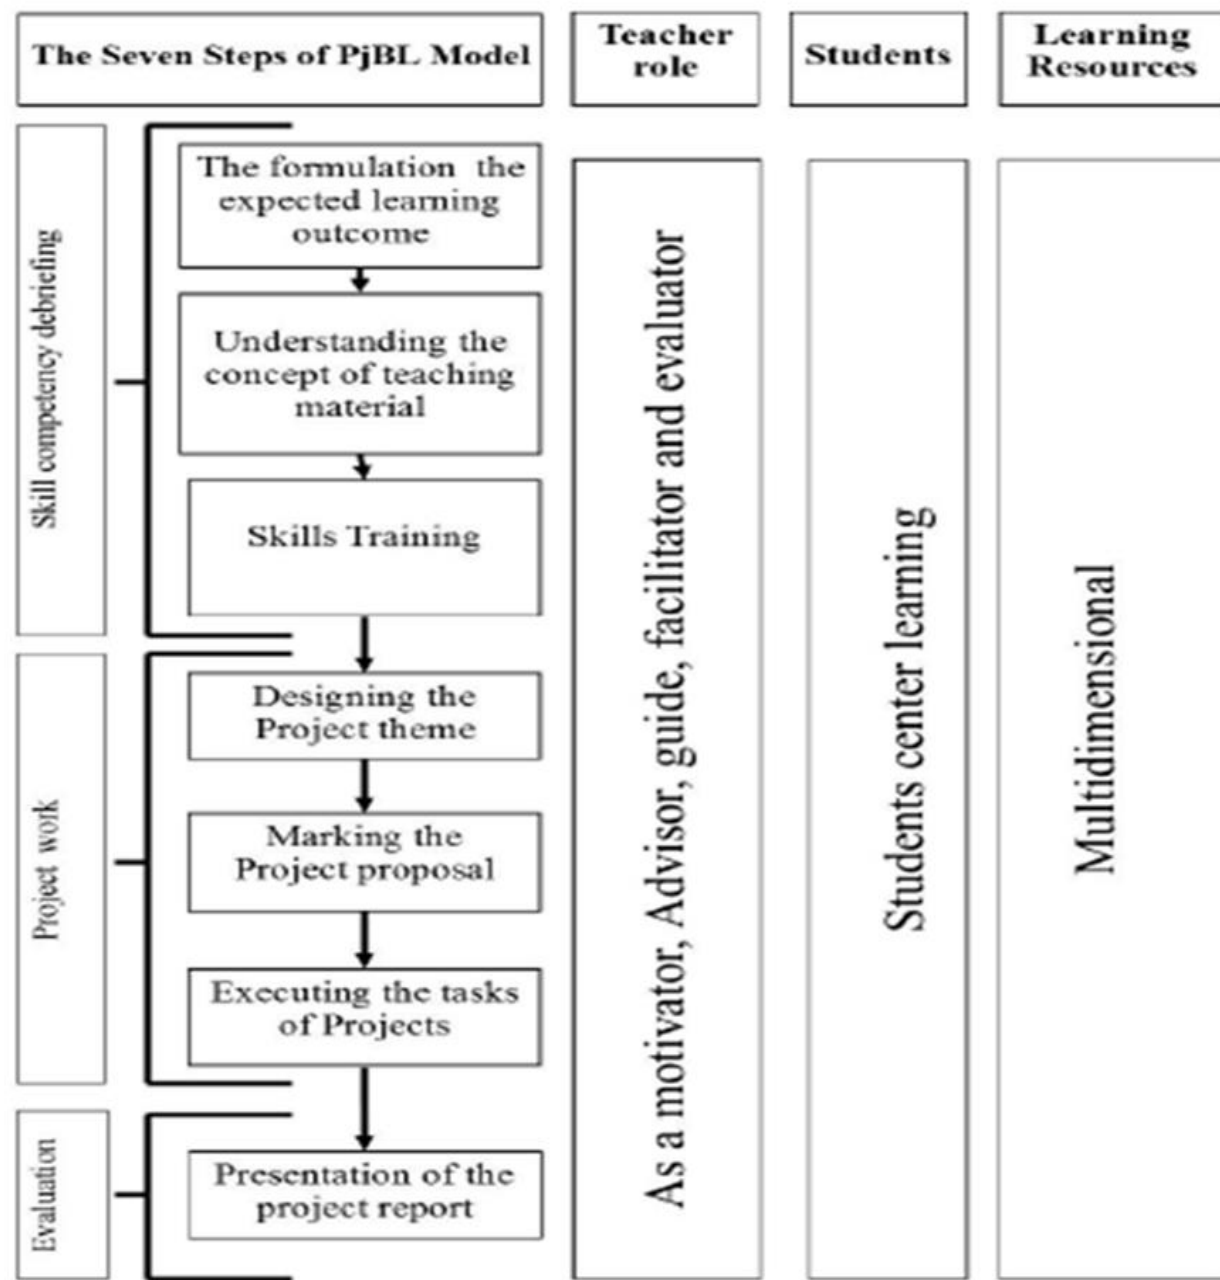 The Seven Steps of PjBL Model
Teacher
role
Students
Learning
Resources
Skill competency debriefing
The formulation the
expected learning
outcome
Understanding the
concept of teaching
material
Skills Training
Project work
Designing the
Project theme
Marking the
Project proposal
Executing the tasks
of Projects
Evaluation
Presentation of the
project report
As a motivator, Advisor, guide, facilitator and evaluator
Students center learning
Multidimensional